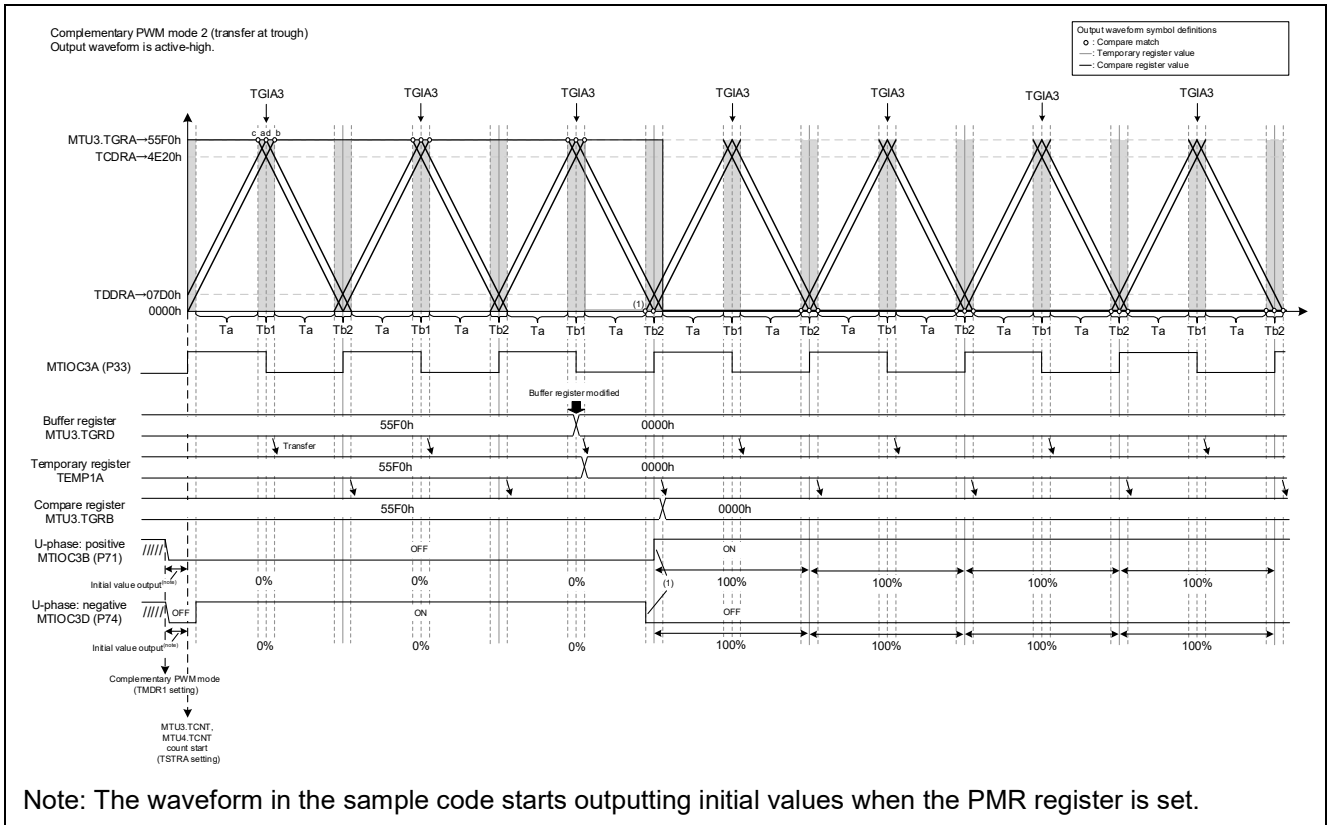 Complementary PWM mode 2 (transfer at trough)
Output waveform is active-high.
Output waveform symbol definitions
: Compare match
: Temporary register value
: Compare register value
TGIA3 TGIA3 TGIA3 TGIA3 TGIA3 TGIA3 TGIA3
MTU3.TGRA→55F0h
c a d b
TCDRA→4E20h
TDDRA→07D0h
(1)
0000h
Ta Tb1 Ta Tb2 Ta Tb1 Ta Tb2 Ta Tb1 Ta Tb2 Ta Tb1 Ta Tb2 Ta Tb1 Ta Tb2 Ta Tb1 Ta Tb2 Ta Tb1 Ta Tb2
MTIOC3A (P33)
Buffer register modified
Buffer register
MTU3.TGRD
55F0h 0000h
Transfer
Temporary register
TEMP1A
55F0h 0000h
Compare register
MTU3.TGRB
55F0h 0000h
U-phase: positive
MTIOC3B (P71)
OFF ON
Initial value output(note)
0% 0% 0% (1) 100% 100% 100% 100%
U-phase: negative
MTIOC3D (P74)
OFF ON OFF
Initial value output(note)
0% 0% 0% 100% 100% 100% 100%
Complementary PWM mode
(TMDR1 setting)
MTU3.TCNT,
MTU4.TCNT
count start
(TSTRA setting)
Note: The waveform in the sample code starts outputting initial values when the PMR register is set.